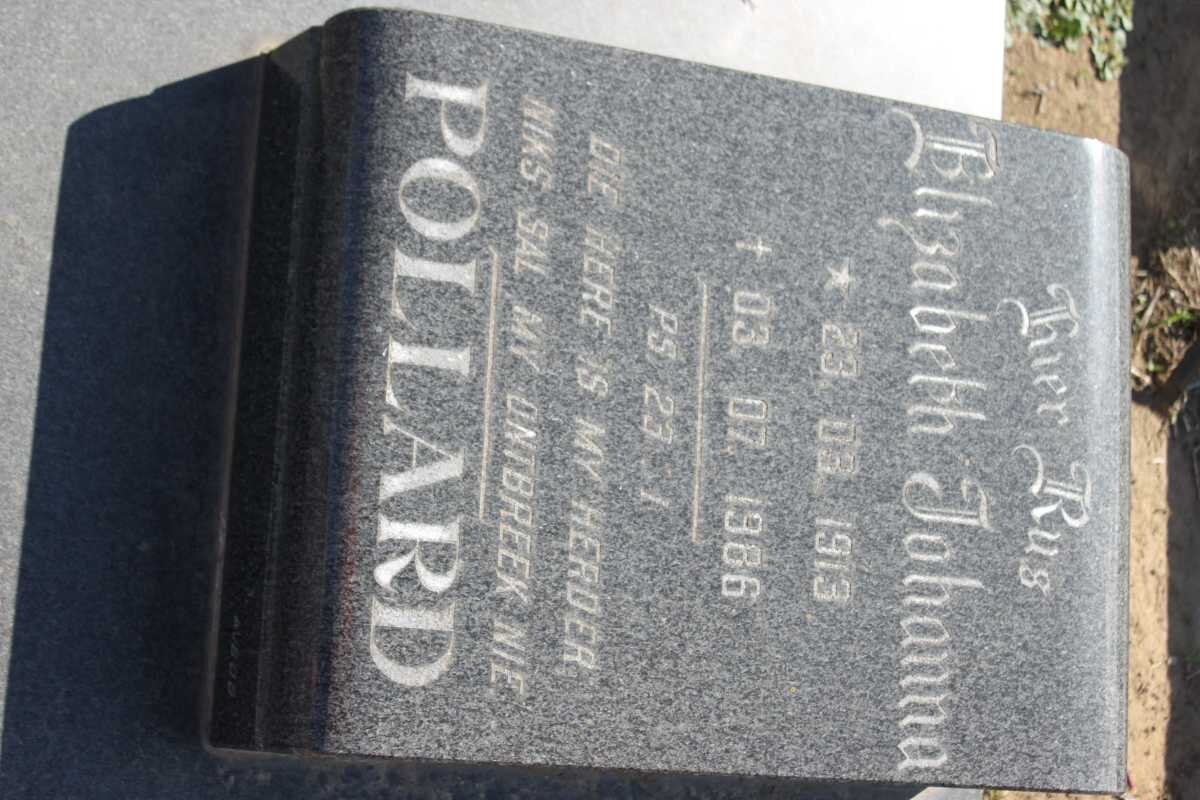 Hier Rus
Elizabeth Johanna
★ 23. 03. 1913
† 03. 07. 1986
PS 23 : 1
DIE HERE IS MY HERDER
NIKS SAL MY ONTBREEK NIE
POLLARD